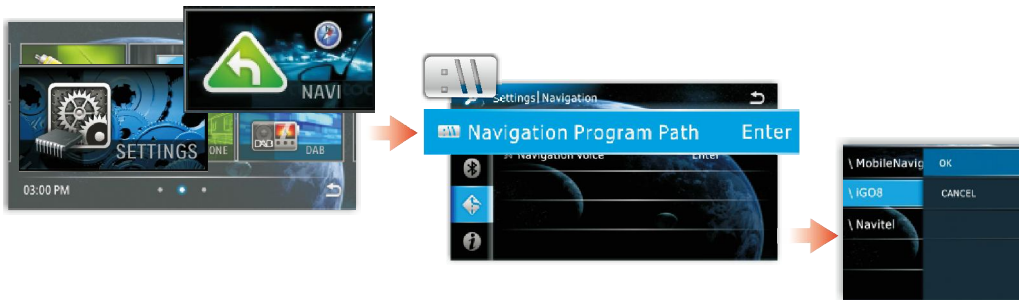 NAVI
SETTINGS
ONE
DAB
DAB
03:00 PM
Settings|Navigation
Navigation Program Path Enter
Navigation Voice Enter
\ MobileNavig OK
\ iGO8 CANCEL
\ Navitel